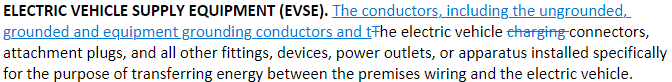 ELECTRIC VEHICLE SUPPLY EQUIPMENT (EVSE). The conductors, including the ungrounded,
grounded and equipment grounding conductors and tThe electric vehicle charging connectors,
attachment plugs, and all other fittings, devices, power outlets, or apparatus installed specifically
for the purpose of transferring energy between the premises wiring and the electric vehicle.